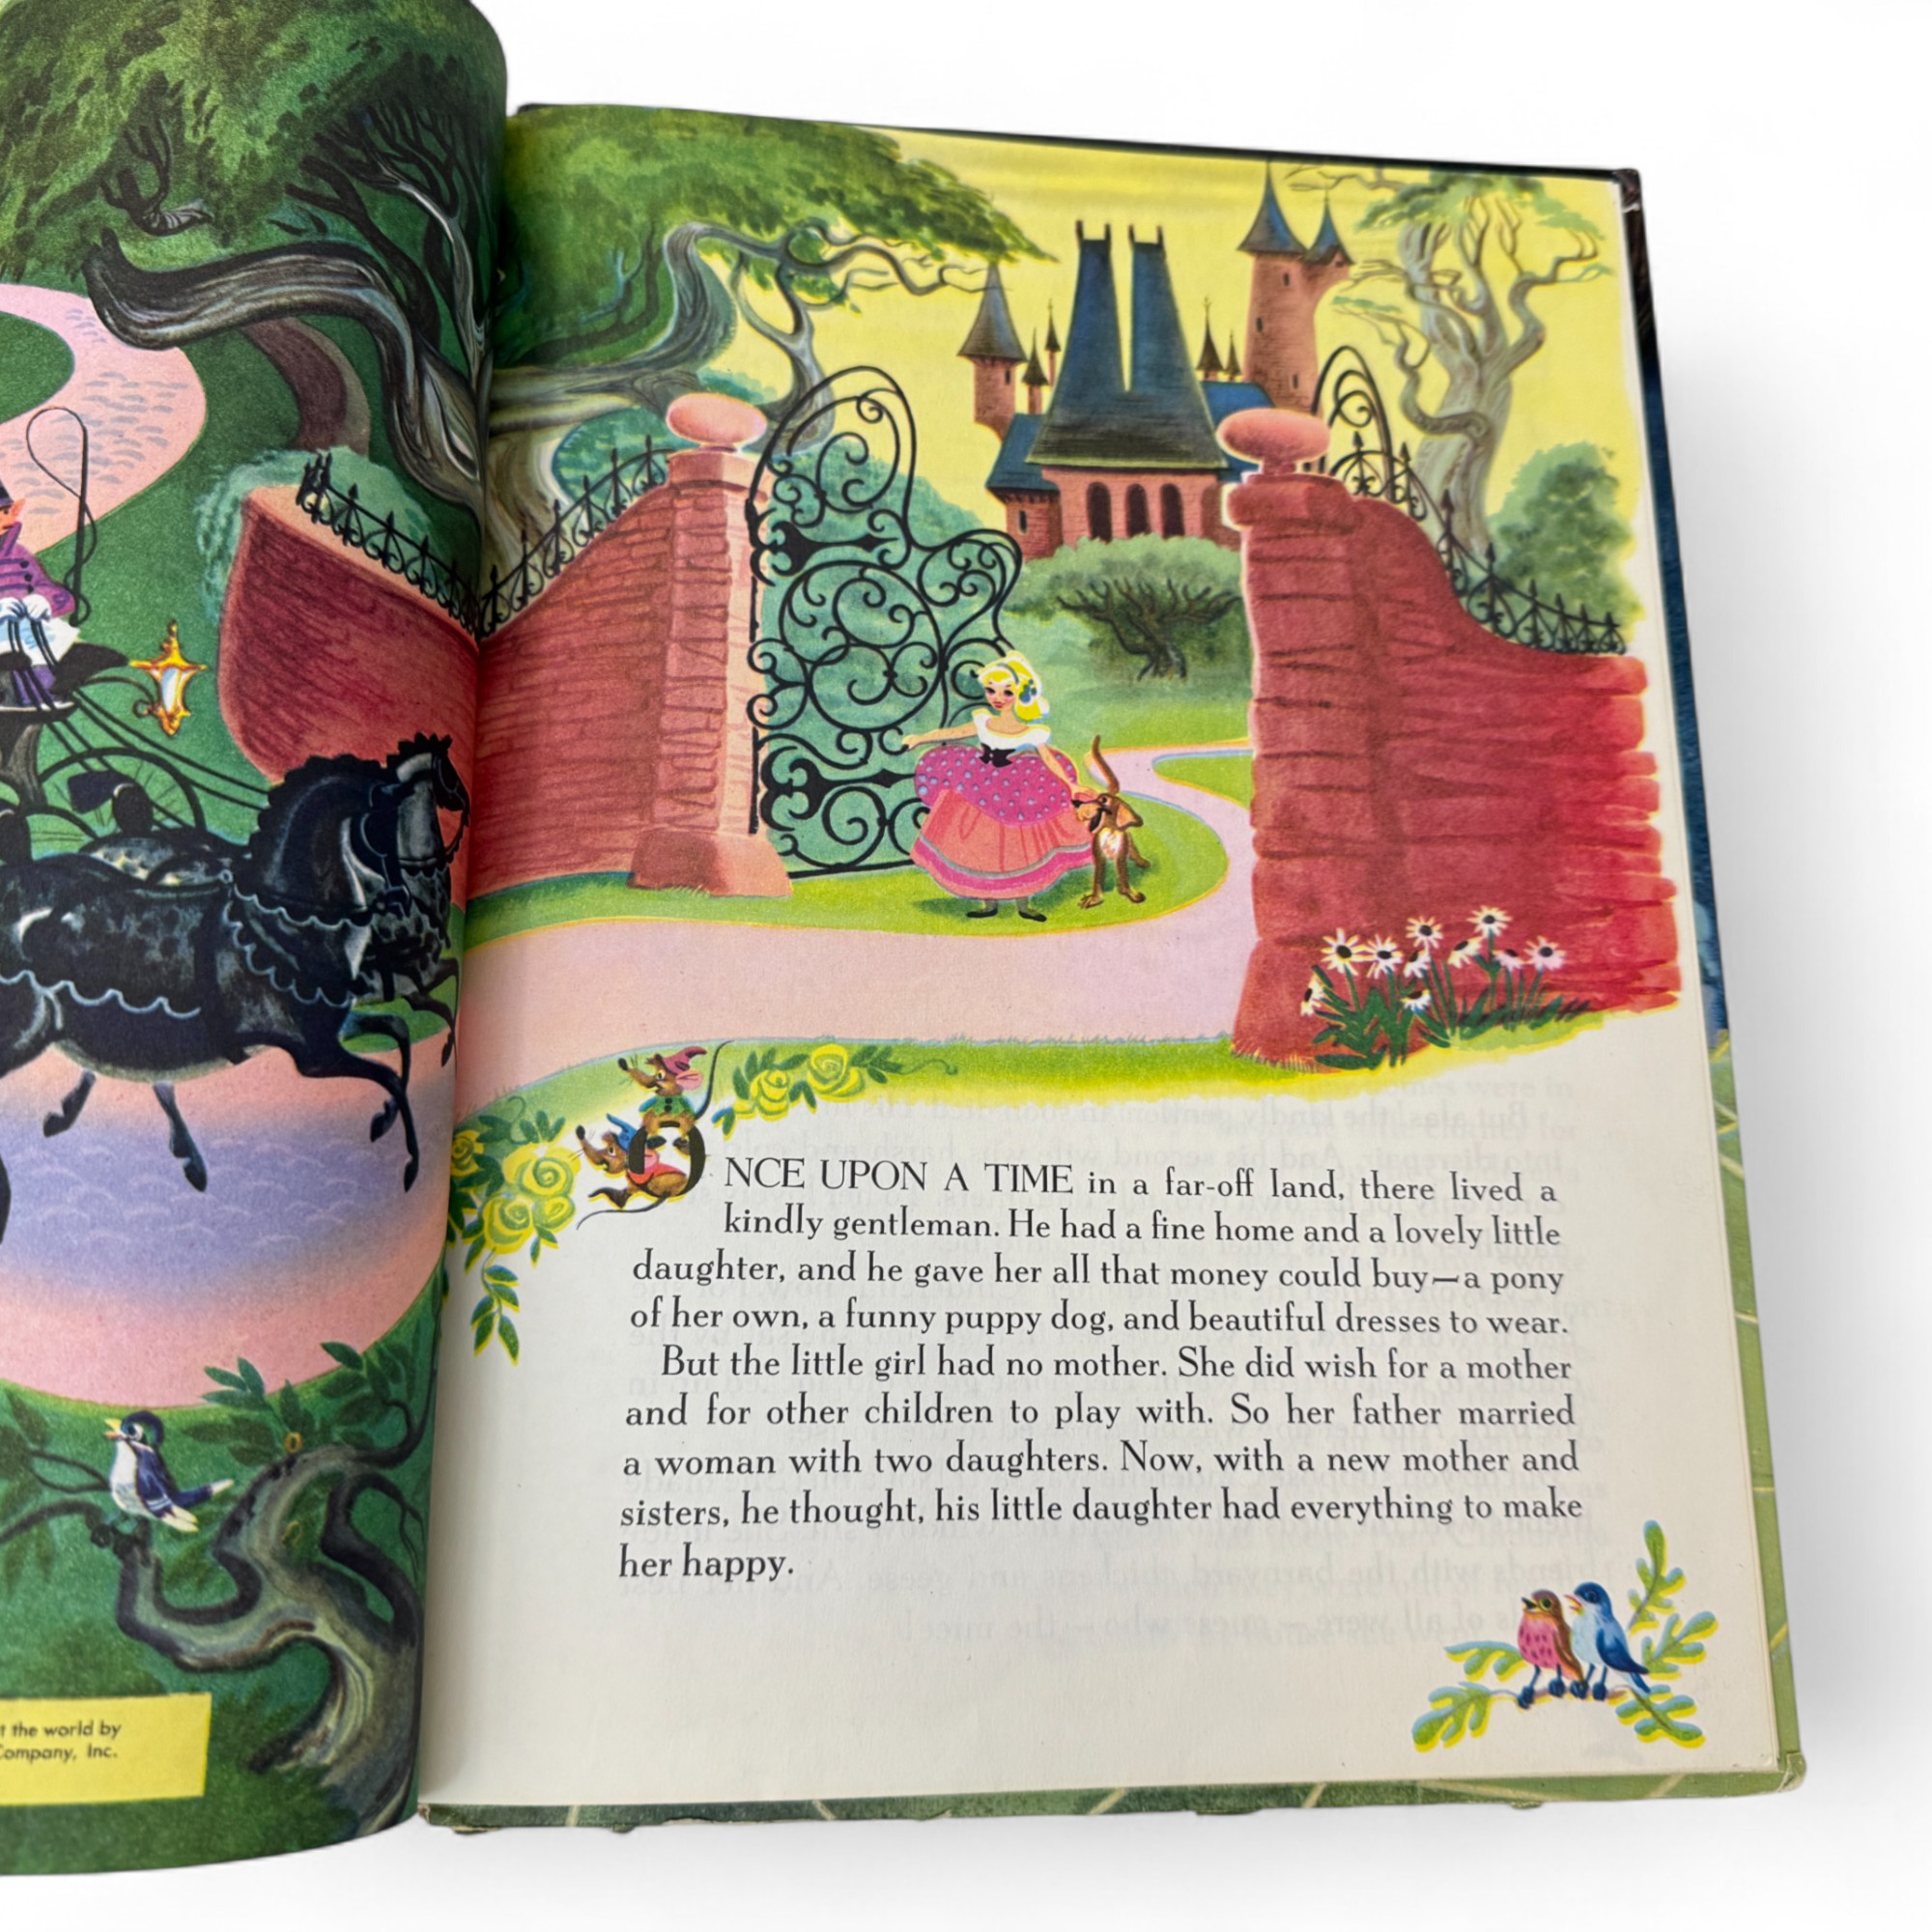 t the world by
Company, Inc.
ONCE UPON A TIME in a far-off land, there lived a
kindly gentleman. He had a fine home and a lovely little
daughter, and he gave her all that money could buy—a pony
of her own, a funny puppy dog, and beautiful dresses to wear.
But the little girl had no mother. She did wish for a mother
and for other children to play with. So her father married
a woman with two daughters. Now, with a new mother and
sisters, he thought, his little daughter had everything to make
her happy.